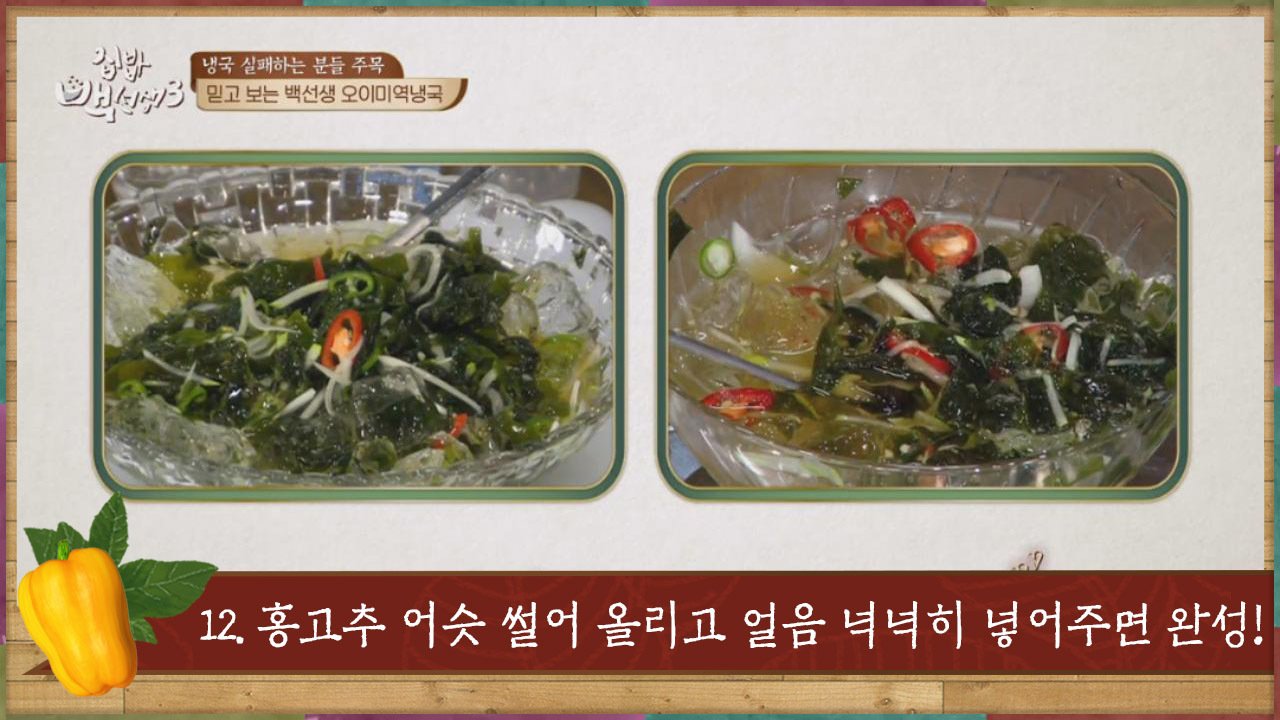 집밥
백선생3
냉국 실패하는 분들 주목
믿고 보는 백선생 오이미역냉국
12. 홍고추 어슷 썰어 올리고 얼음 넉넉히 넣어주면 완성!